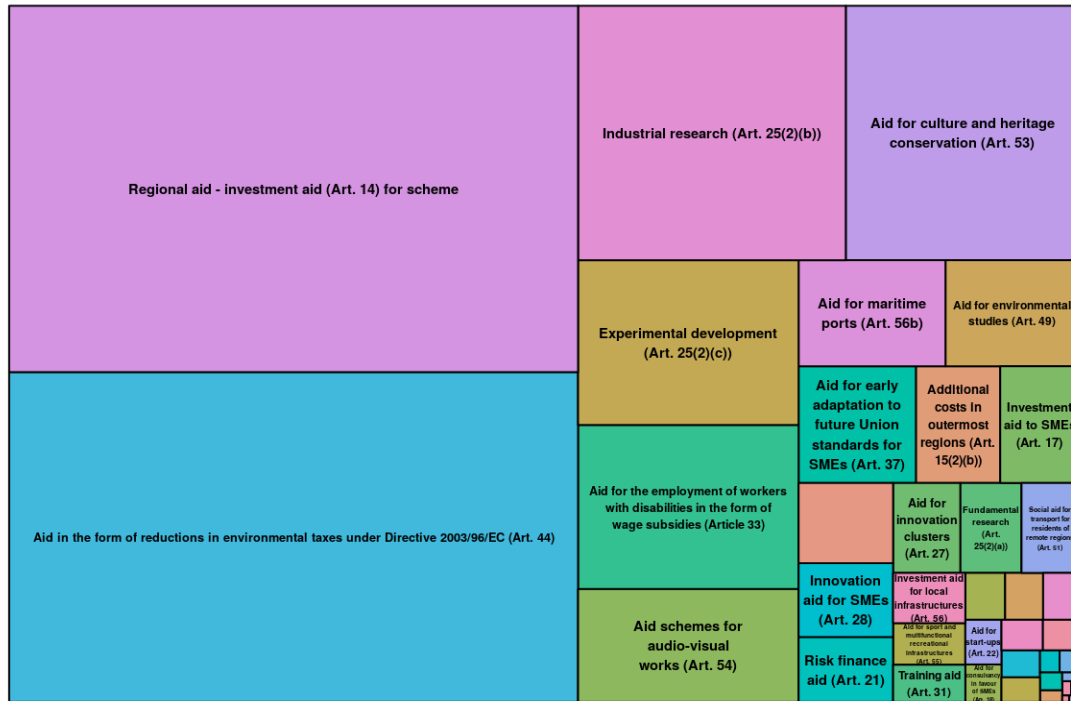 Regional aid - investment aid (Art. 14) for scheme
Aid in the form of reductions in environmental taxes under Directive 2003/96/EC (Art. 44)
Industrial research (Art. 25(2)(b))
Aid for culture and heritage
conservation (Art. 53)
Experimental development
(Art. 25(2)(c))
Aid for the employment of workers
with disabilities in the form of
wage subsidies (Article 33)
Aid schemes for
audio-visual
works (Art. 54)
Aid for maritime
ports (Art. 56b)
Aid for environmental
studies (Art. 49)
Aid for early
adaptation to
future Union
standards for
SMEs (Art. 37)
Additional
costs in
outermost
regions (Art.
15(2)(b))
Investment
aid to SMEs
(Art. 17)
Innovation
aid for SMEs
(Art. 28)
Risk finance
aid (Art. 21)
Aid for
innovation
clusters
(Art. 27)
Fundamental
research
(Art.
25(2)(a))
Social aid for
transport for
residents of
remote regions
(Art. 51)
Investment aid
for local
infrastructures
(Art. 56)
Aid for sport and
multifunctional
recreational
infrastructures
(Art. 55)
Training aid
(Art. 31)
Aid for
start-ups
(Art. 22)
Aid for
consultancy
in favour
of SMEs
(Art. 18)